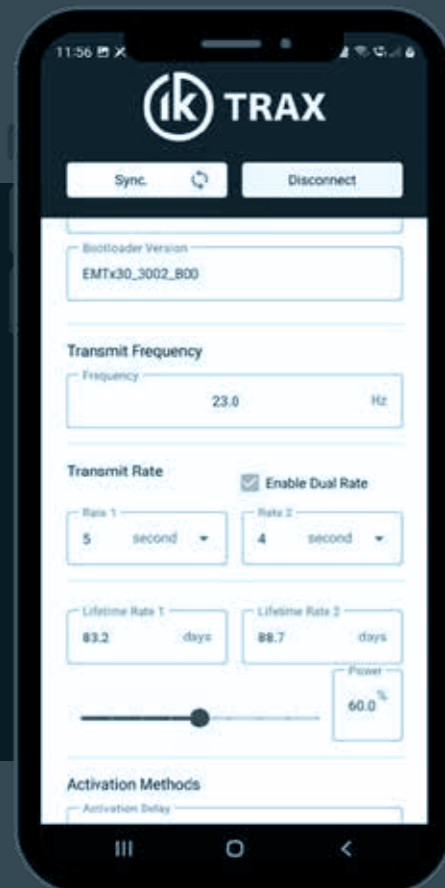 11:56
ik TRAX
Sync.
Disconnect
Bootloader Version
EMTx30_3002_B00
Transmit Frequency
Frequency
23.0 Hz
Transmit Rate
Enable Dual Rate
Rate 1
Rate 2
5 second
4 second
Lifetime Rate 1
Lifetime Rate 2
83.2 days
88.7 days
Power
60.0 %
Activation Methods
Activation Delay